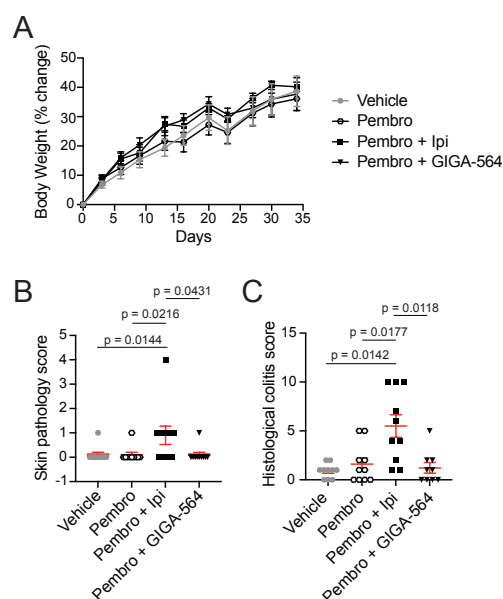 A
Body Weight (% change)
50
40
30
20
10
0
0 5 10 15 20 25 30 35
Days
Vehicle
Pembro
Pembro + Ipi
Pembro + GIGA-564
B
p = 0.0431
p = 0.0216
p = 0.0144
Skin pathology score
5
4
3
2
1
0
-1
Vehicle
Pembro
Pembro + Ipi
Pembro + GIGA-564
C
p = 0.0118
p = 0.0177
p = 0.0142
Histological colitis score
15
10
5
0
Vehicle
Pembro
Pembro + Ipi
Pembro + GIGA-564